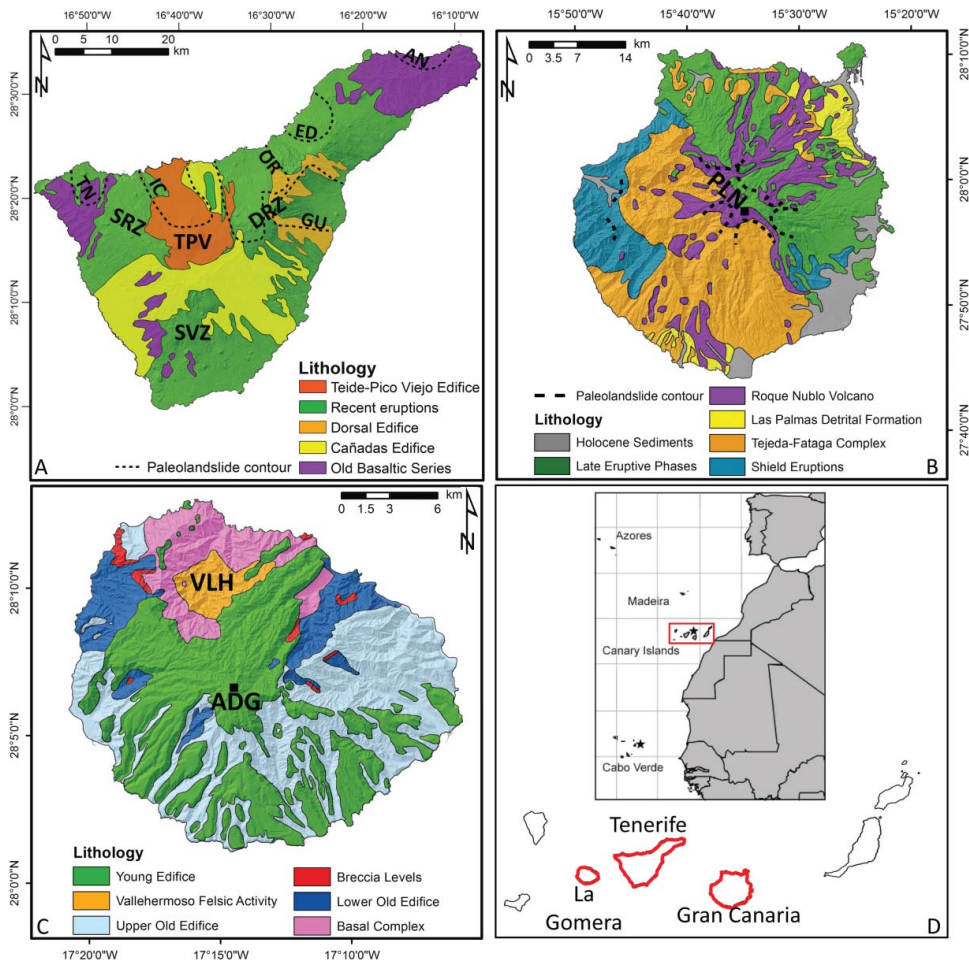 16°50'0"W 16°40'0"W 16°30'0"W 16°20'0"W 16°10'0"W
0 5 10 20
km
N
28°30'0"N
28°20'0"N
28°10'0"N
28°0'0"N
AN
ED
OR
IC
TN
SRZ
TPV
DRZ
GU
SVZ
Lithology
Teide-Pico Viejo Edifice
Recent eruptions
Dorsal Edifice
Cañadas Edifice
Old Basaltic Series
Paleolandslide contour
A
15°50'0"W 15°40'0"W 15°30'0"W 15°20'0"W
0 3.5 7 14
km
N
28°10'0"N
28°0'0"N
27°50'0"N
27°40'0"N
PLN
Paleolandslide contour
Lithology
Holocene Sediments
Late Eruptive Phases
Roque Nublo Volcano
Las Palmas Detrital Formation
Tejeda-Fataga Complex
Shield Eruptions
B
km
0 1.5 3 6
N
28°10'0"N
28°5'0"N
28°0'0"N
VLH
ADG
Lithology
Young Edifice
Vallehermoso Felsic Activity
Upper Old Edifice
Breccia Levels
Lower Old Edifice
Basal Complex
C
17°20'0"W 17°15'0"W 17°10'0"W
Azores
Madeira
Canary Islands
Cabo Verde
Tenerife
La
Gomera
Gran Canaria
D